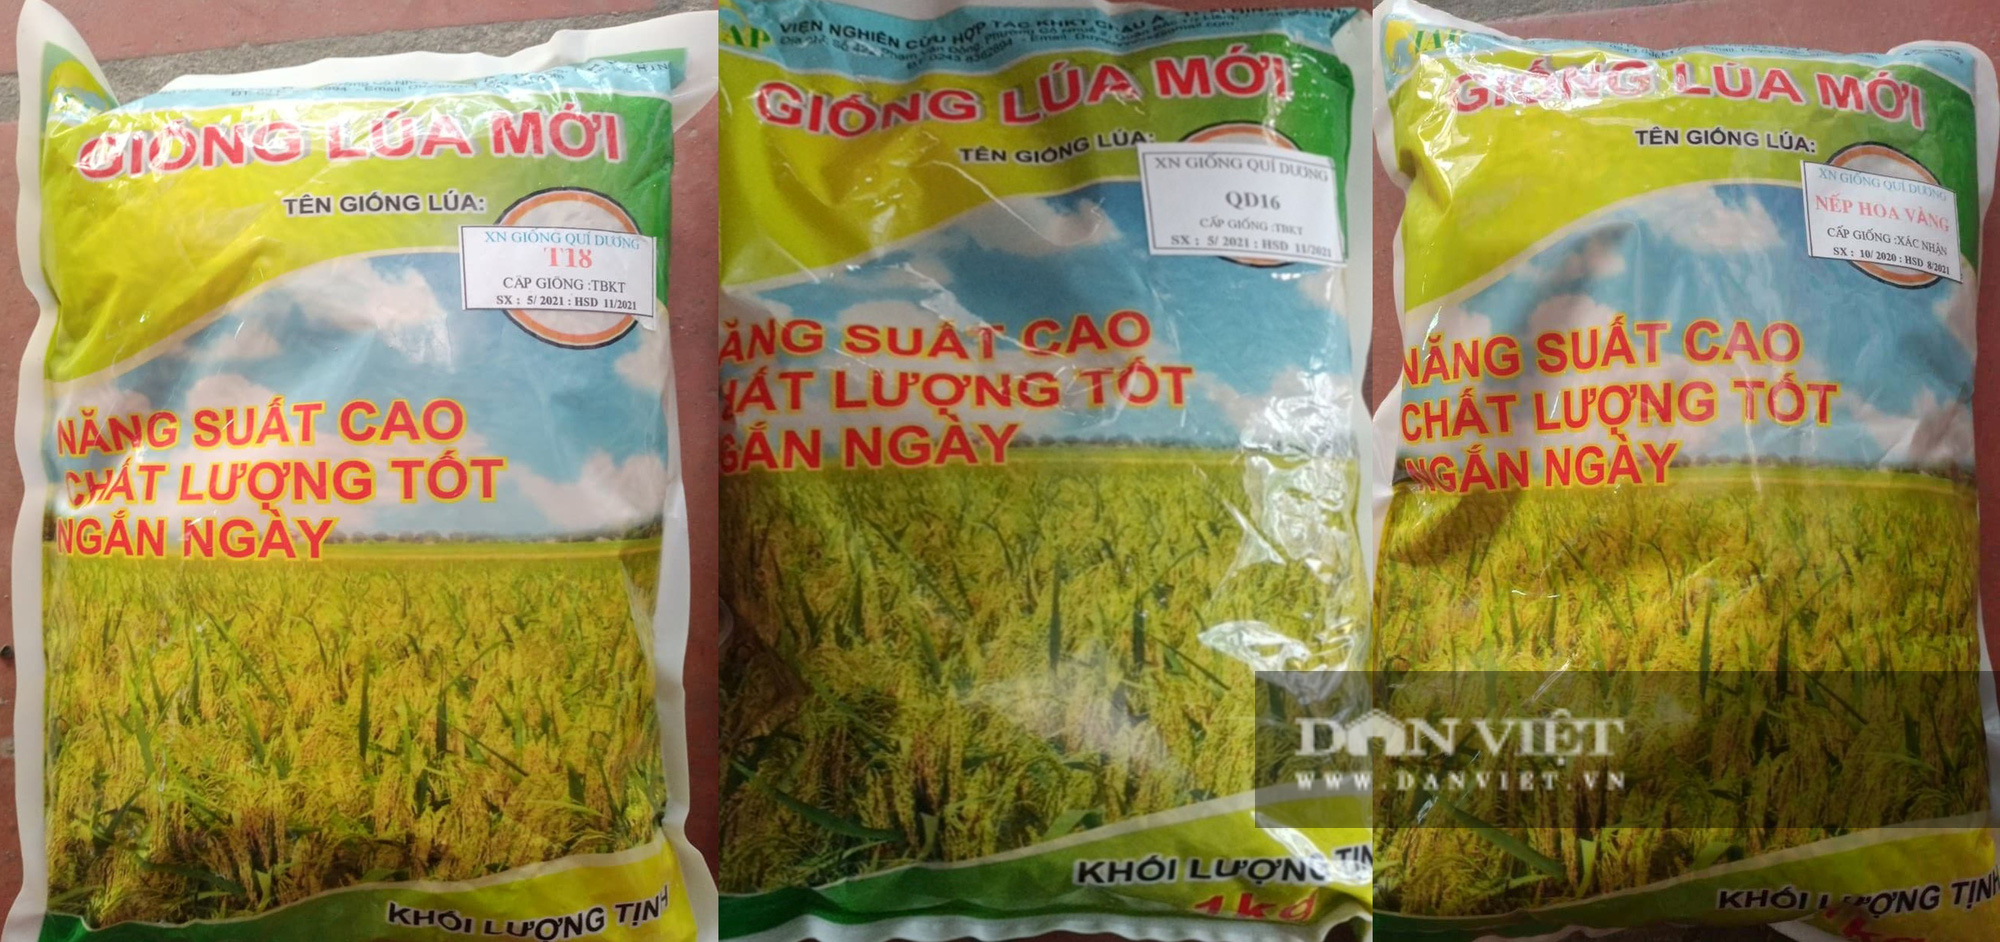 GIỐNG LÚA MỚI
TÊN GIỐNG LÚA:
XN GIỐNG QUÍ DƯƠNG
T18
CẤP GIỐNG :TBKT
SX : 5/ 2021 : HSD 11/2021
NĂNG SUẤT CAO
CHẤT LƯỢNG TỐT
NGẮN NGÀY
KHỐI LƯỢNG TỊNH
AP VIỆN NGHIÊN CỨU HỢP TÁC KHKT CHÂU Á
ĐT: 0243 8362694 - Email:
GIỐNG LÚA MỚI
TÊN GIỐNG LÚA:
XN GIỐNG QUÍ DƯƠNG
QD16
CẤP GIỐNG :TBKT
SX : 5/ 2021 : HSD 11/2021
ĂNG SUẤT CAO
HẤT LƯỢNG TỐT
GẮN NGÀY
KHỐI LƯỢNG TỊN
1kg
GIỐNG LÚA MỚI
TÊN GIỐNG LÚA:
XN GIỐNG QUÍ DƯƠNG
NẾP HOA VÀNG
CẤP GIỐNG :XÁC NHẬN
SX : 10/ 2020 : HSD 8/2021
NĂNG SUẤT CAO
CHẤT LƯỢNG TỐT
NGẮN NGÀY
KHỐI LƯỢNG TỊNH
DÂN VIỆT
WWW.DANVIET.VN